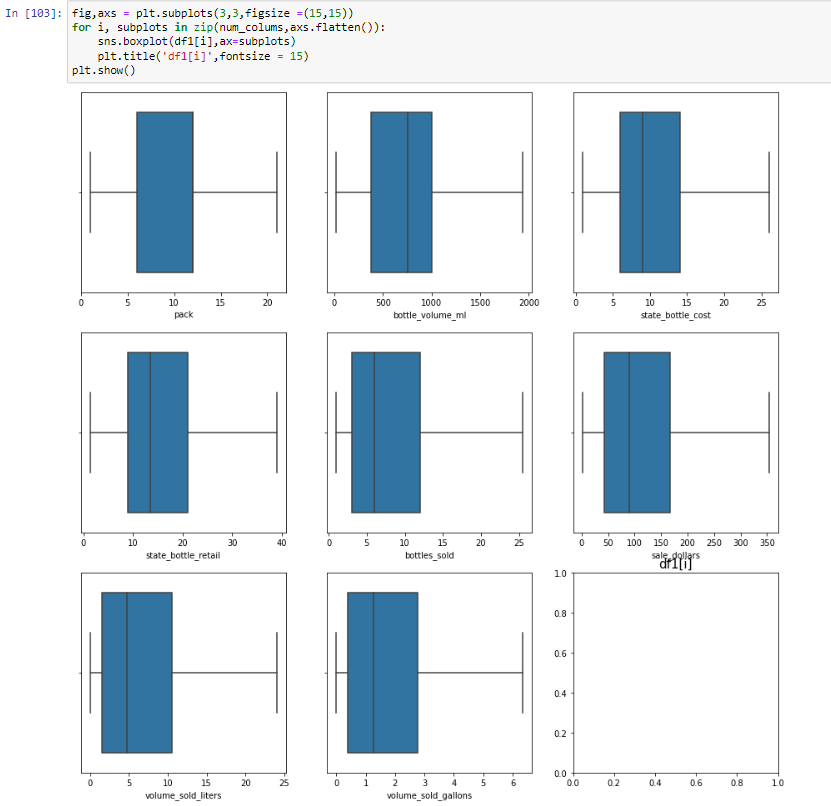 In [103]: fig,axs = plt.subplots(3,3,figsize =(15,15))
for i, subplots in zip(num_colums,axs.flatten()):
    sns.boxplot(df1[i],ax=subplots)
    plt.title('df1[i]',fontsize = 15)
plt.show()
0 5 10 15 20
pack
0 500 1000 1500 2000
bottle_volume_ml
0 5 10 15 20 25
state_bottle_cost
0 10 20 30 40
state_bottle_retail
0 5 10 15 20 25
bottles_sold
0 50 100 150 200 250 300 350
sale_dollars
0 5 10 15 20 25
volume_sold_liters
0 1 2 3 4 5 6
volume_sold_gallons
df1[i]
1.0
0.8
0.6
0.4
0.2
0.0
0.0 0.2 0.4 0.6 0.8 1.0